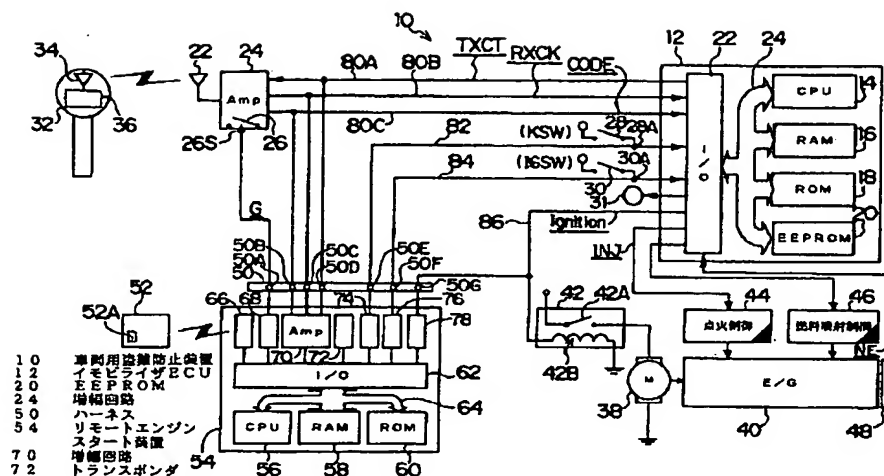 10
12
22
24
34
22
24
TXCT
RXCK
CODE
80A
80B
CPU
14
Amp
36
32
26
80C
28
28A
(KSW)
I/O
RAM
16
26S
82
(IGSW)
30A
18
84
30
ROM
31
G
86
Ignition
EEPROM
50B
50C
50E
INJ
50A
50D
50F
50
50G
44
46
52
66
68
74
76
42
42A
52A
Amp
78
点火制御
燃料噴射制御
70
72
42B
NE
I/O
62
M
E/G
64
38
CPU
RAM
ROM
40
48
54
56
58
60
10 車両用盗難防止装置
12 イモビライザECU
20 EEPROM
24 増幅回路
50 ハーネス
54 リモートエンジン
スタート装置
70 増幅回路
72 トランスポンダ